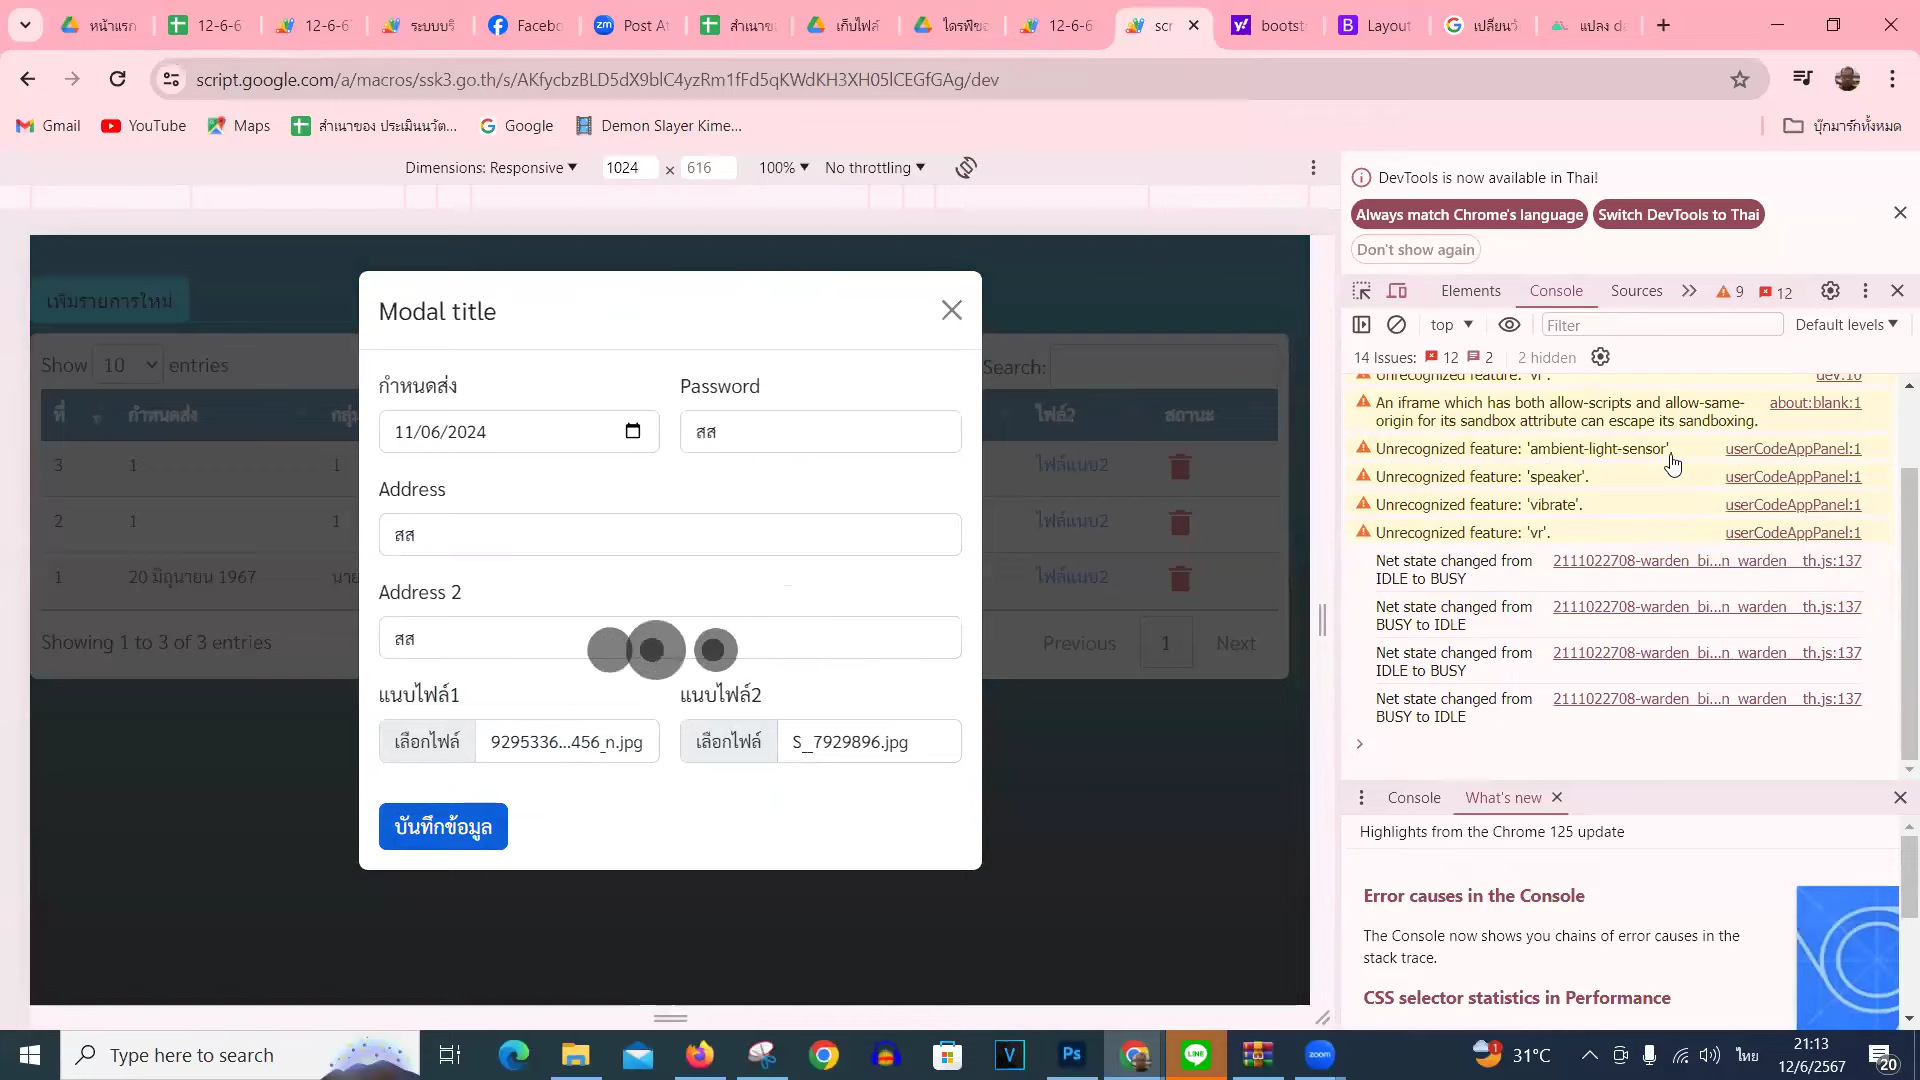 หน้าแรก
12-6-6
12-6-6
ระบบบริ
Facebo
Post At
สำเนาขอ
เก็บไฟล์
ไดรฟ์ขอ
12-6-6
scr
bootst
Layout
เปลี่ยนวั
แปลง da
script.google.com/a/macros/ssk3.go.th/s/AKfycbzBLD5dX9blC4yzRm1fFd5qKWdKH3XH05lCEGfGAg/dev
Gmail
YouTube
Maps
สำเนาของ ประเมินนวัต...
Google
Demon Slayer Kime...
บุ๊กมาร์กทั้งหมด
Dimensions: Responsive
1024 x 616
100%
No throttling
เพิ่มรายการใหม่
Show 10 entries
Search:
ที่ กำหนดส่ง กลุ่ม ไฟล์2 สถานะ
3 1 1 ไฟล์แนบ2
2 1 1 ไฟล์แนบ2
1 20 มิถุนายน 1967 นาย ไฟล์แนบ2
Showing 1 to 3 of 3 entries
Previous 1 Next
Modal title
กำหนดส่ง
11/06/2024
Password
สส
Address
สส
Address 2
สส
แนบไฟล์1
เลือกไฟล์ 9295336...456_n.jpg
แนบไฟล์2
เลือกไฟล์ S__7929896.jpg
บันทึกข้อมูล
DevTools is now available in Thai!
Always match Chrome's language
Switch DevTools to Thai
Don't show again
Elements Console Sources 9 12
top
Filter
Default levels
14 Issues: 12 2 2 hidden
Unrecognized feature: 'vr'. dev:10
An iframe which has both allow-scripts and allow-same- about:blank:1
origin for its sandbox attribute can escape its sandboxing.
Unrecognized feature: 'ambient-light-sensor'. userCodeAppPanel:1
Unrecognized feature: 'speaker'. userCodeAppPanel:1
Unrecognized feature: 'vibrate'. userCodeAppPanel:1
Unrecognized feature: 'vr'. userCodeAppPanel:1
Net state changed from 2111022708-warden_bi...n_warden__th.js:137
IDLE to BUSY
Net state changed from 2111022708-warden_bi...n_warden__th.js:137
BUSY to IDLE
Net state changed from 2111022708-warden_bi...n_warden__th.js:137
IDLE to BUSY
Net state changed from 2111022708-warden_bi...n_warden__th.js:137
BUSY to IDLE
Console What's new
Highlights from the Chrome 125 update
Error causes in the Console
The Console now shows you chains of error causes in the
stack trace.
CSS selector statistics in Performance
Type here to search
31°C
ไทย
21:13
12/6/2567
20